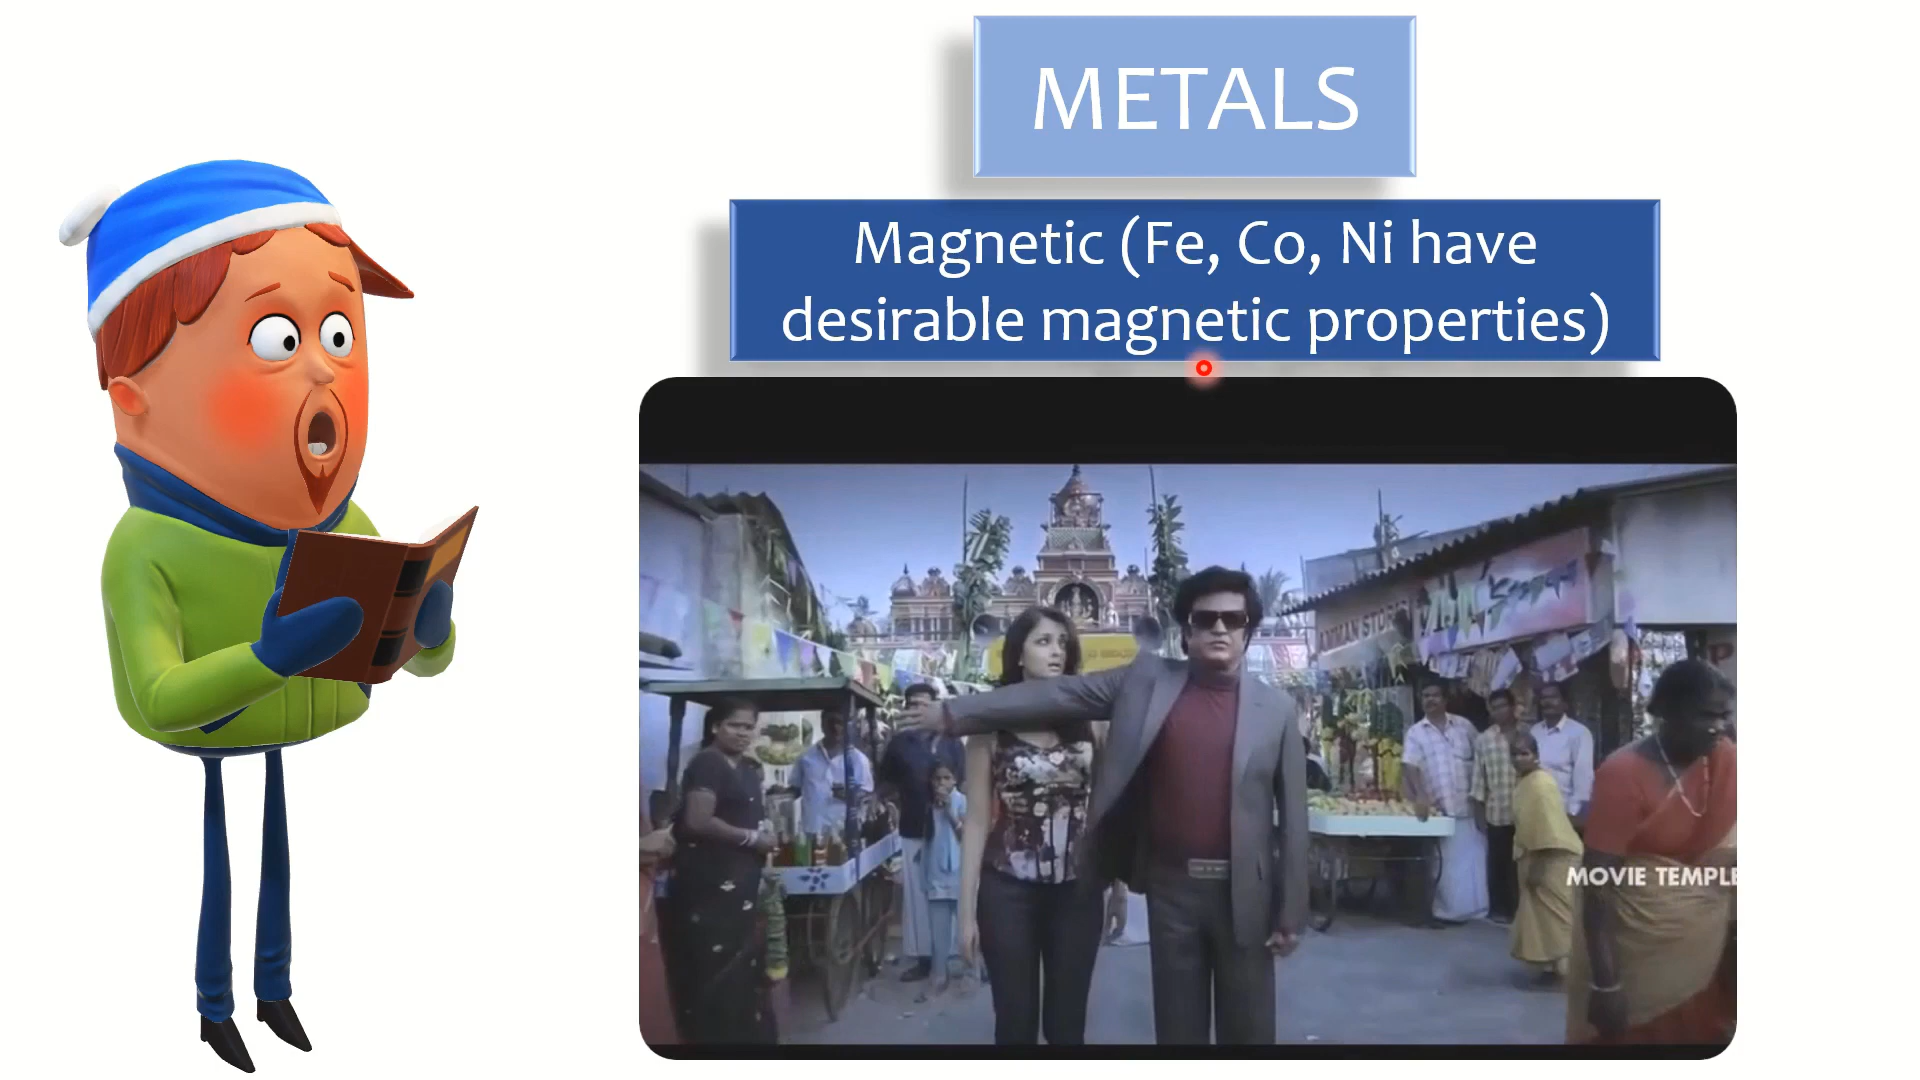 METALS
Magnetic (Fe, Co, Ni have
desirable magnetic properties)
MOVIE TEMPLE